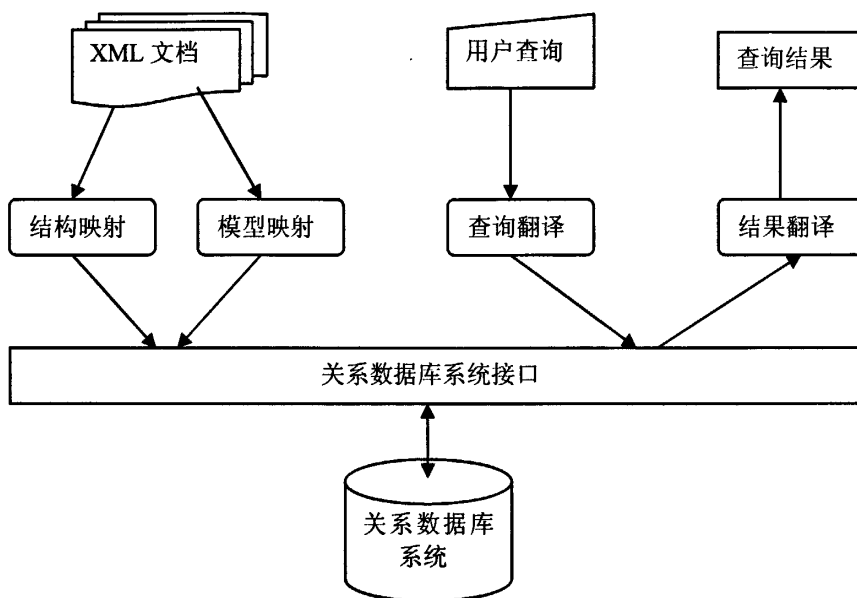 XML 文档
用户查询
查询结果
结构映射
模型映射
查询翻译
结果翻译
关系数据库系统接口
关系数据库
系统